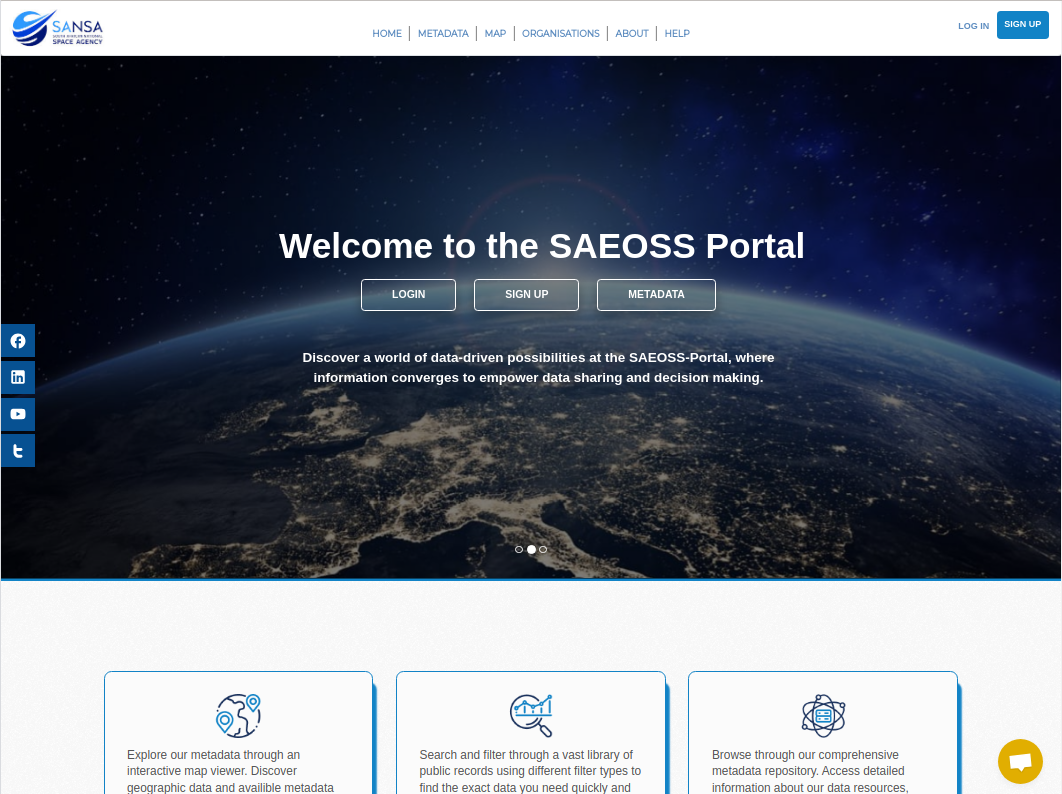 SANSA
SOUTH AFRICAN NATIONAL
SPACE AGENCY
HOME
METADATA
MAP
ORGANISATIONS
ABOUT
HELP
LOG IN
SIGN UP
Welcome to the SAEOSS Portal
LOGIN
SIGN UP
METADATA
Discover a world of data-driven possibilities at the SAEOSS-Portal, where
information converges to empower data sharing and decision making.
Explore our metadata through an
interactive map viewer. Discover
geographic data and availible metadata
Search and filter through a vast library of
public records using different filter types to
find the exact data you need quickly and
Browse through our comprehensive
metadata repository. Access detailed
information about our data resources,